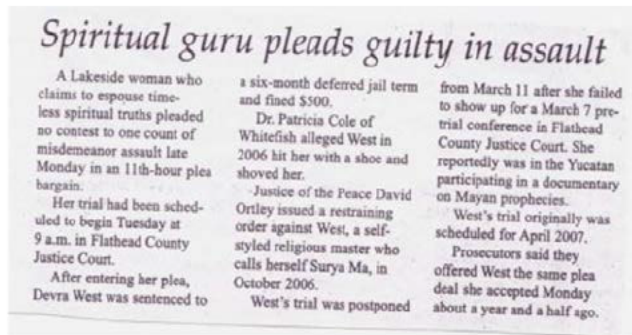 Spiritual guru pleads guilty in assault
A Lakeside woman who
claims to espouse time-
less spiritual truths pleaded
no contest to one count of
misdemeanor assault late
Monday in an 11th-hour plea
bargain.
Her trial had been sched-
uled to begin Tuesday at
9 a.m. in Flathead County
Justice Court.
After entering her plea,
Devra West was sentenced to
a six-month deferred jail term
and fined $500.
Dr. Patricia Cole of
Whitefish alleged West in
2006 hit her with a shoe and
shoved her.
Justice of the Peace David
Ortley issued a restraining
order against West, a self-
styled religious master who
calls herself Surya Ma, in
October 2006.
West's trial was postponed
from March 11 after she failed
to show up for a March 7 pre-
trial conference in Flathead
County Justice Court. She
reportedly was in the Yucatan
participating in a documentary
on Mayan prophecies.
West's trial originally was
scheduled for April 2007.
Prosecutors said they
offered West the same plea
deal she accepted Monday
about a year and a half ago.